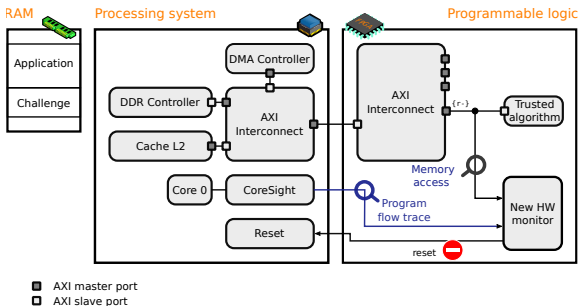 RAM
Processing system
Programmable logic
Application
Challenge
DMA Controller
DDR Controller
Cache L2
AXI
Interconnect
Core 0
CoreSight
Reset
AXI
Interconnect
{r-}
Trusted
algorithm
Memory
access
Program
flow trace
New HW
monitor
reset
AXI master port
AXI slave port